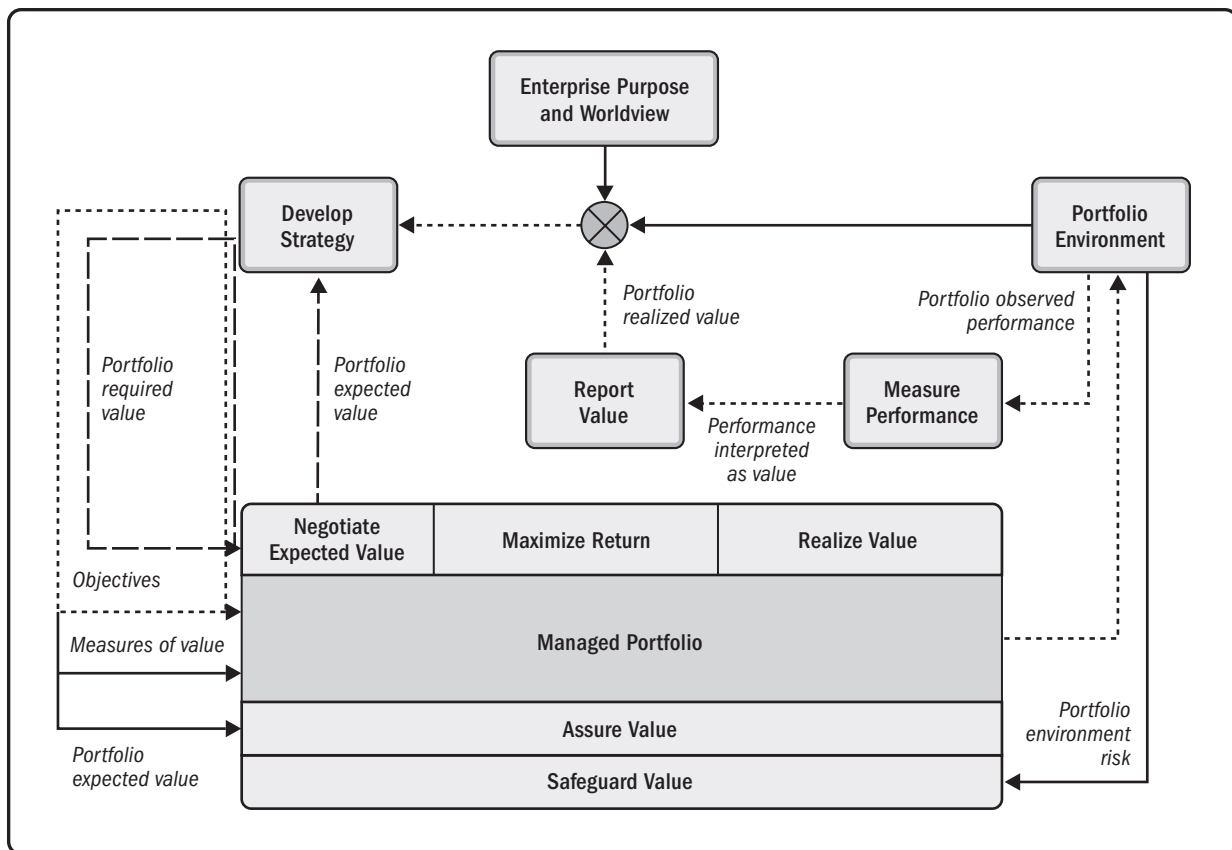 Enterprise Purpose
and Worldview
Develop
Strategy
Portfolio
Environment
Portfolio
realized value
Portfolio observed
performance
Portfolio
required
value
Portfolio
expected
value
Report
Value
Measure
Performance
Performance
interpreted
as value
Negotiate
Expected Value
Maximize Return
Realize Value
Objectives
Measures of value
Managed Portfolio
Assure Value
Portfolio
expected value
Safeguard Value
Portfolio
environment
risk